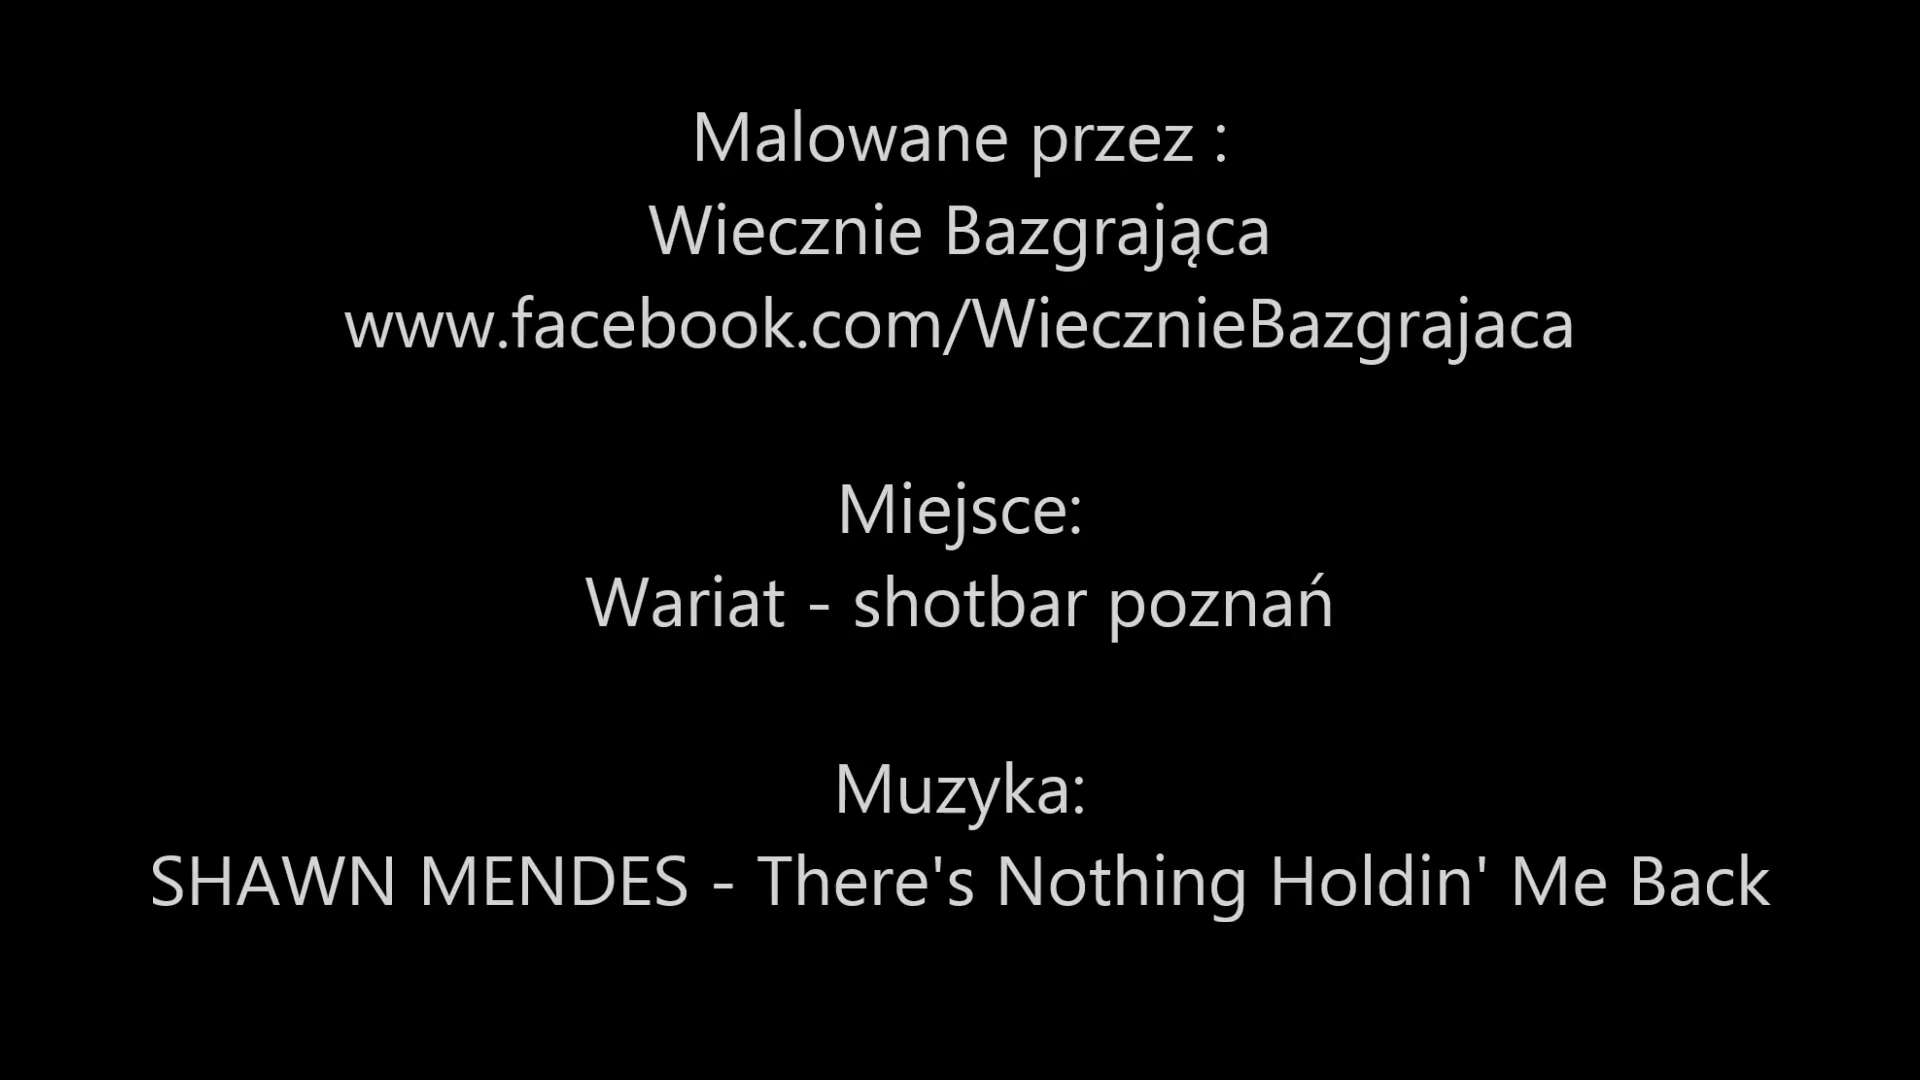 Malowane przez :
Wiecznie Bazgrająca
www.facebook.com/WiecznieBazgrajaca
Miejsce:
Wariat - shotbar poznań
Muzyka:
SHAWN MENDES - There's Nothing Holdin' Me Back